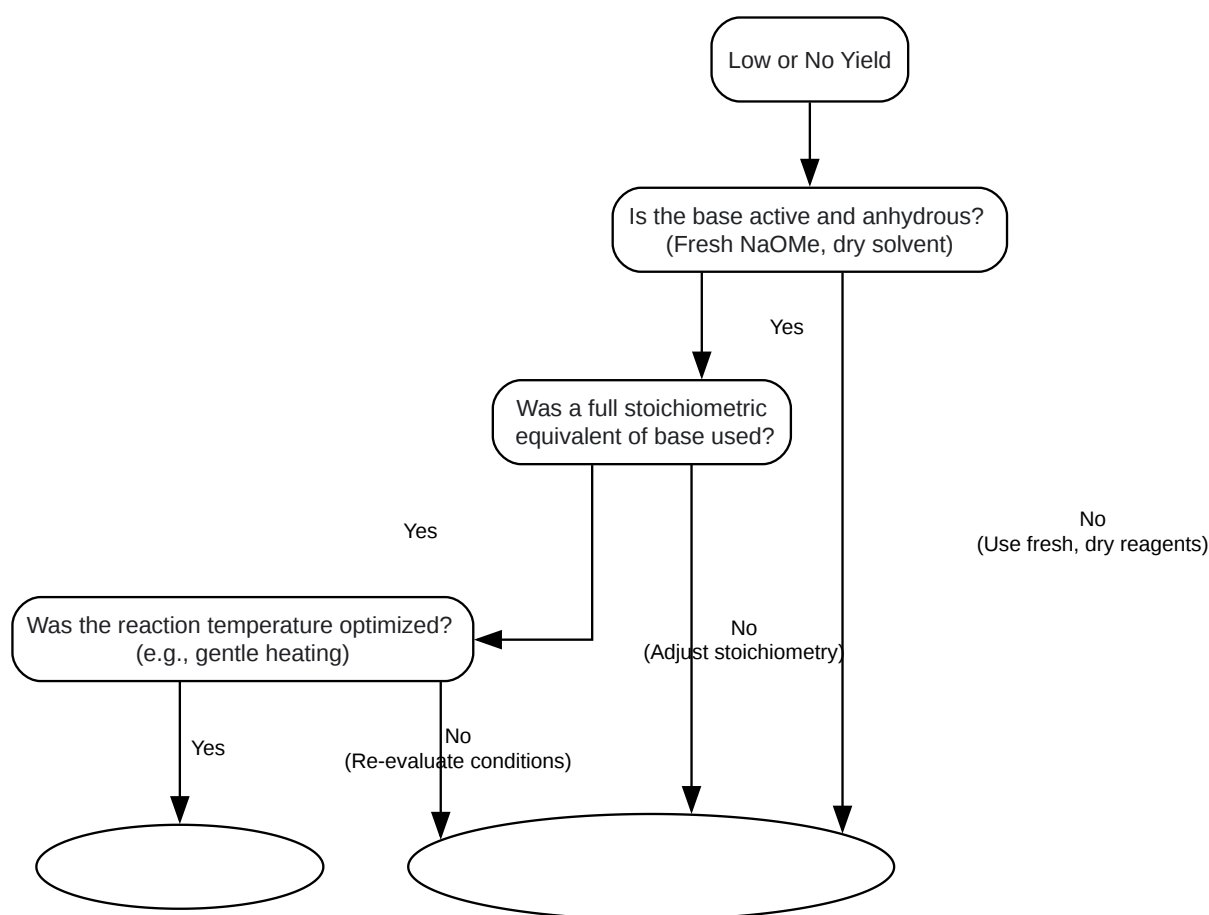 Low or No Yield
Is the base active and anhydrous?
(Fresh NaOMe, dry solvent)
Yes
Was a full stoichiometric
equivalent of base used?
Yes
No
(Use fresh, dry reagents)
Was the reaction temperature optimized?
(e.g., gentle heating)
No
(Adjust stoichiometry)
Yes
No
(Re-evaluate conditions)